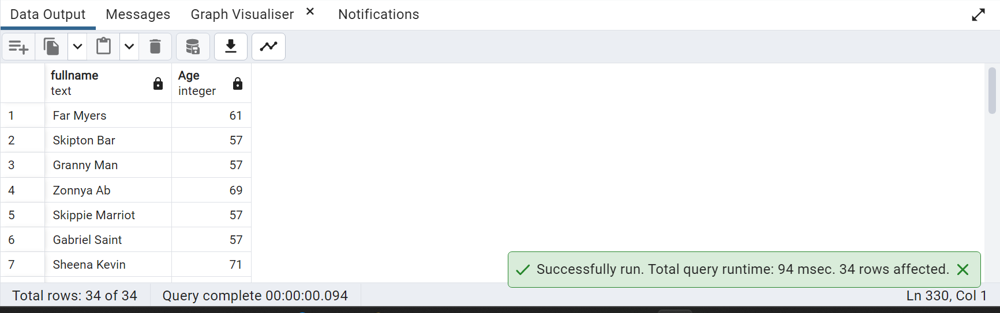 Data Output Messages Graph Visualiser × Notifications
fullname Age
text integer
1 Far Myers 61
2 Skipton Bar 57
3 Granny Man 57
4 Zonnya Ab 69
5 Skippie Marriot 57
6 Gabriel Saint 57
7 Sheena Kevin 71
Successfully run. Total query runtime: 94 msec. 34 rows affected.
Total rows: 34 of 34 Query complete 00:00:00.094 Ln 330, Col 1